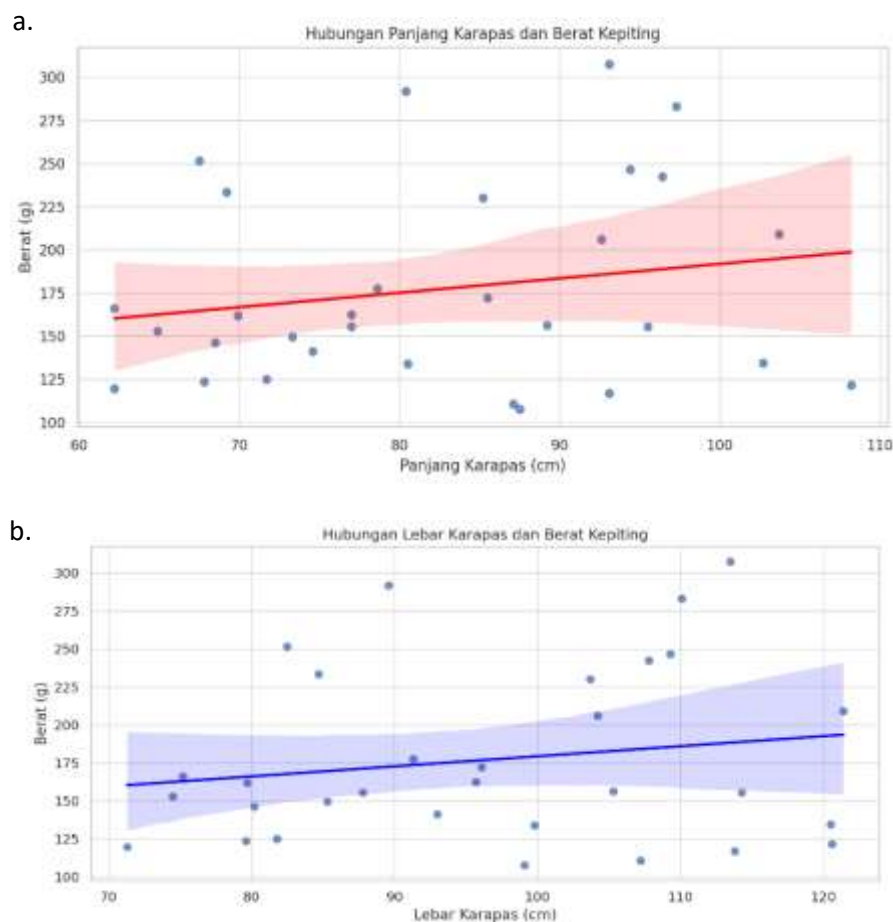 a.
Hubungan Panjang Karapas dan Berat Kepiting
300
275
250
225
200
175
150
125
100
Berat (g)
60 70 80 90 100 110
Panjang Karapas (cm)
b.
Hubungan Lebar Karapas dan Berat Kepiting
300
275
250
225
200
175
150
125
100
Berat (g)
70 80 90 100 110 120
Lebar Karapas (cm)